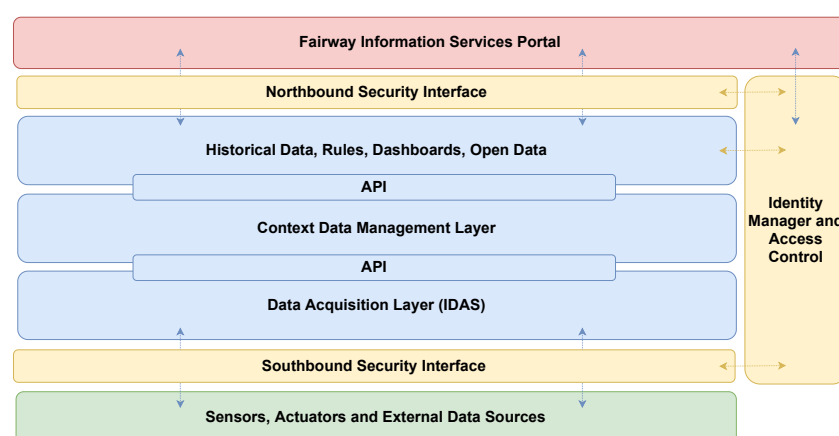 Fairway Information Services Portal
Northbound Security Interface
Historical Data, Rules, Dashboards, Open Data
API
Context Data Management Layer
API
Data Acquisition Layer (IDAS)
Southbound Security Interface
Sensors, Actuators and External Data Sources
Identity
Manager and
Access
Control